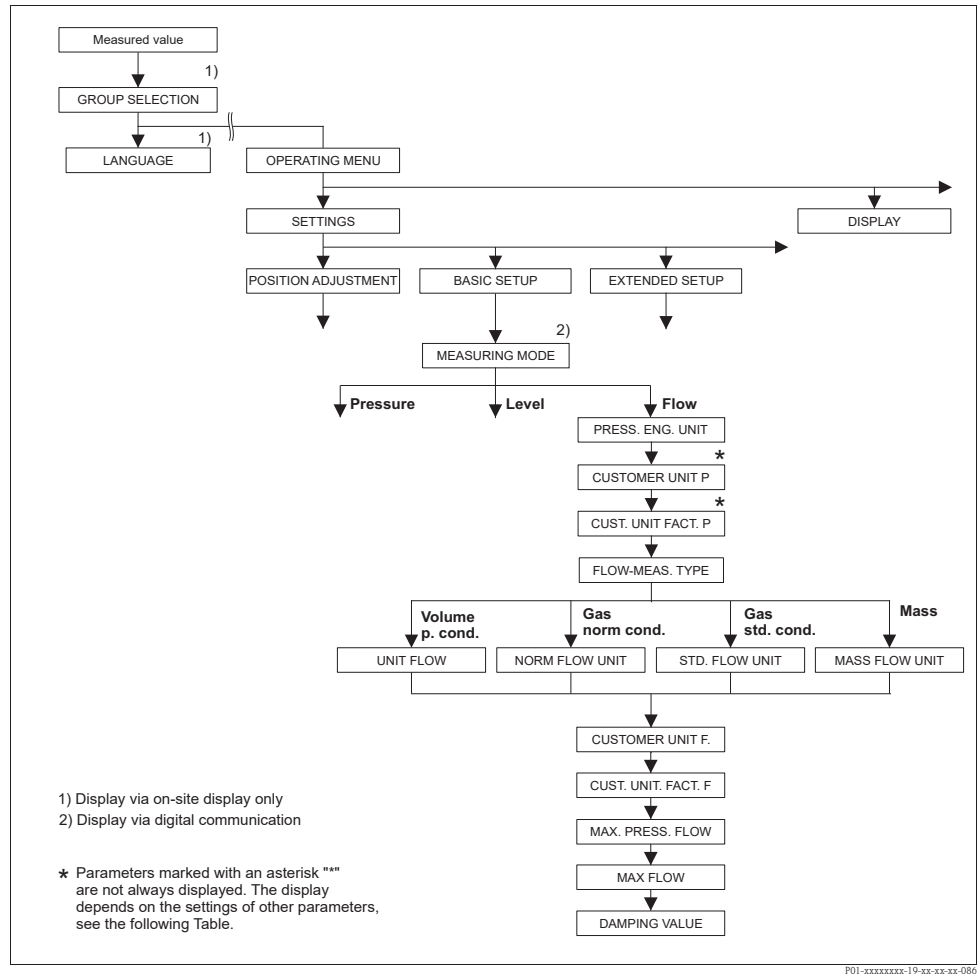 Measured value
1)
GROUP SELECTION
1)
LANGUAGE
OPERATING MENU
SETTINGS
DISPLAY
POSITION ADJUSTMENT
BASIC SETUP
EXTENDED SETUP
2)
MEASURING MODE
Pressure
Level
Flow
PRESS. ENG. UNIT
*
CUSTOMER UNIT P
*
CUST. UNIT FACT. P
FLOW-MEAS. TYPE
Volume
p. cond.
Gas
norm cond.
Gas
std. cond.
Mass
UNIT FLOW
NORM FLOW UNIT
STD. FLOW UNIT
MASS FLOW UNIT
CUSTOMER UNIT F.
CUST. UNIT. FACT. F
MAX. PRESS. FLOW
MAX FLOW
DAMPING VALUE
1) Display via on-site display only
2) Display via digital communication
* Parameters marked with an asterisk "*"
are not always displayed. The display
depends on the settings of other parameters,
see the following Table.
P01-xxxxxxxx-19-xx-xx-xx-086